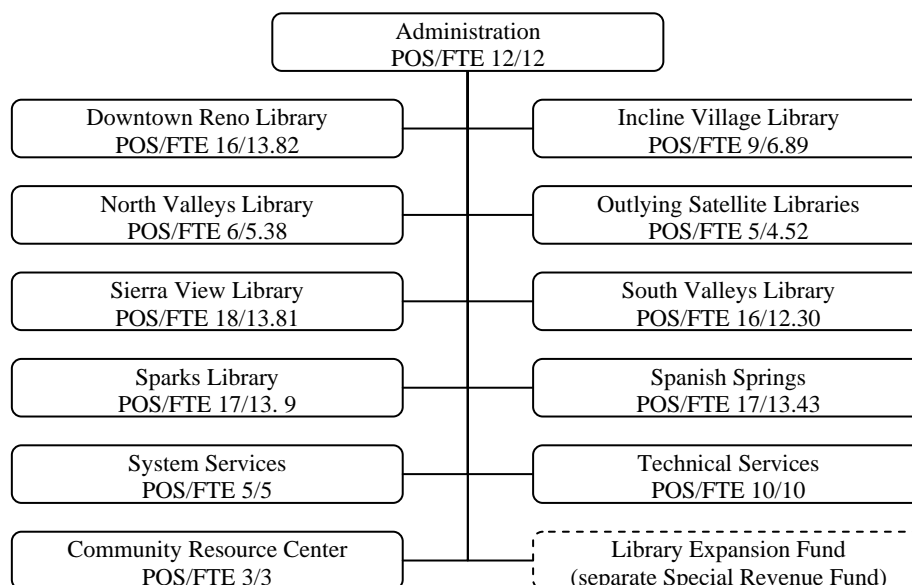 Administration
POS/FTE 12/12
Downtown Reno Library
POS/FTE 16/13.82
Incline Village Library
POS/FTE 9/6.89
North Valleys Library
POS/FTE 6/5.38
Outlying Satellite Libraries
POS/FTE 5/4.52
Sierra View Library
POS/FTE 18/13.81
South Valleys Library
POS/FTE 16/12.30
Sparks Library
POS/FTE 17/13. 9
Spanish Springs
POS/FTE 17/13.43
System Services
POS/FTE 5/5
Technical Services
POS/FTE 10/10
Community Resource Center
POS/FTE 3/3
Library Expansion Fund
(separate Special Revenue Fund)